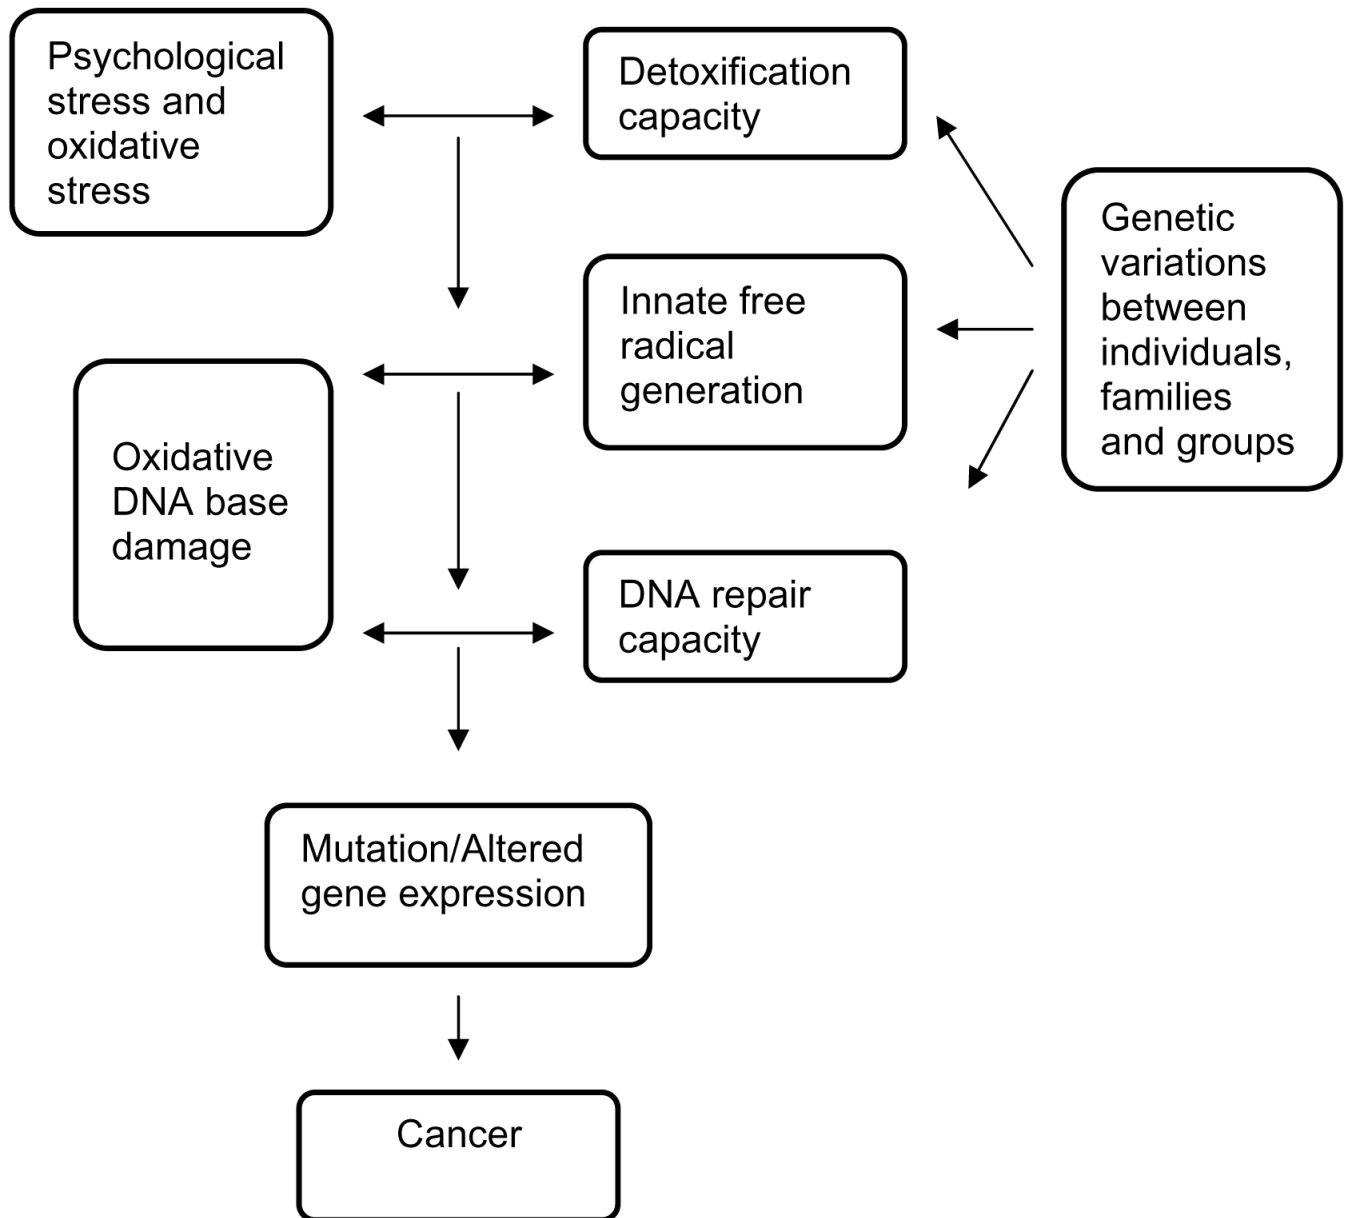 Psychological
stress and
oxidative
stress
Detoxification
capacity
Genetic
variations
between
individuals,
families
and groups
Innate free
radical
generation
Oxidative
DNA base
damage
DNA repair
capacity
Mutation/Altered
gene expression
Cancer